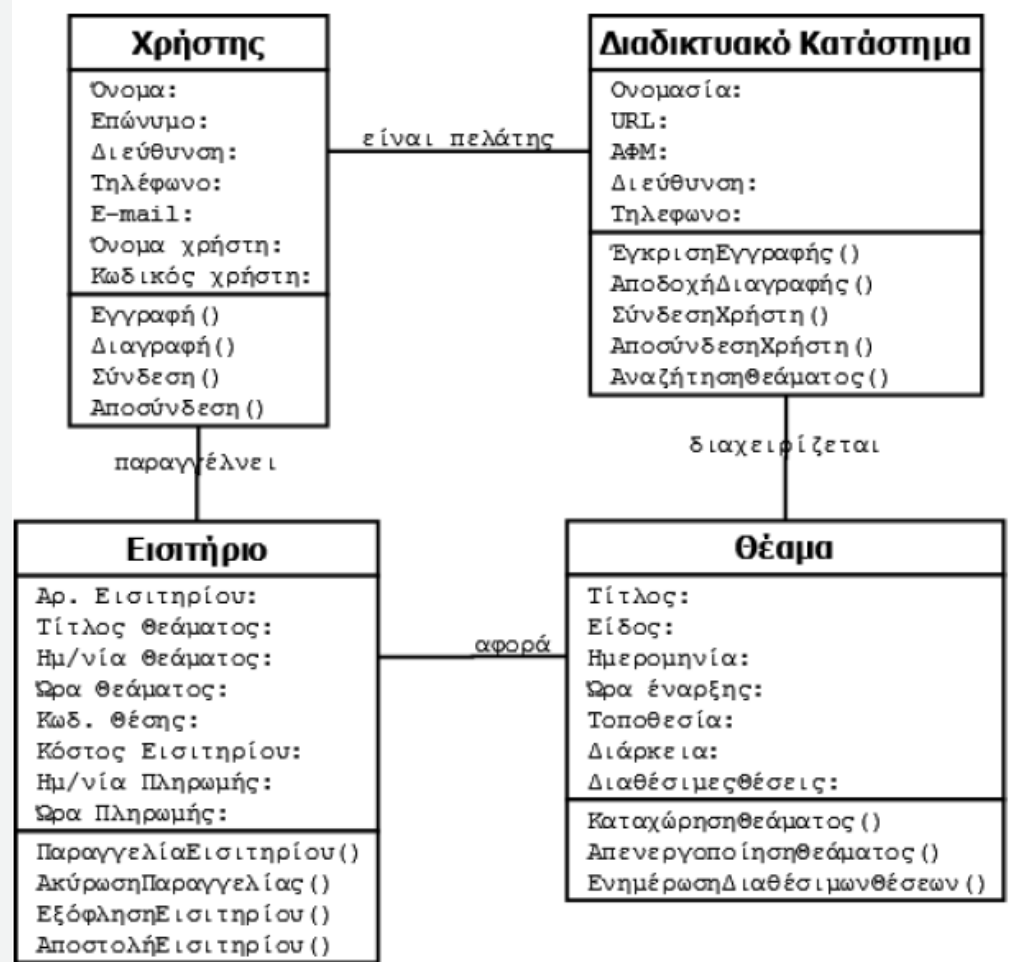 Χρήστης
Όνομα:
Επώνυμο:
Διεύθυνση:
Τηλέφωνο:
E-mail:
Όνομα χρήστη:
Κωδικός χρήστη:
Εγγραφή()
Διαγραφή()
Σύνδεση()
Αποσύνδεση()
είναι πελάτης
Διαδικτυακό Κατάστημα
Ονομασία:
URL:
ΑΦΜ:
Διεύθυνση:
Τηλεφωνο:
ΈγκρισηΕγγραφής()
ΑποδοχήΔιαγραφής()
ΣύνδεσηΧρήστη()
ΑποσύνδεσηΧρήστη()
ΑναζήτησηΘεάματος()
παραγγέλνει
διαχειρίζεται
Εισιτήριο
Αρ. Εισιτηρίου:
Τίτλος Θεάματος:
Ημ/νία Θεάματος:
Ώρα Θεάματος:
Κωδ. Θέσης:
Κόστος Εισιτηρίου:
Ημ/νία Πληρωμής:
Ώρα Πληρωμής:
ΠαραγγελίαΕισιτηρίου()
ΑκύρωσηΠαραγγελίας()
ΕξόφλησηΕισιτηρίου()
ΑποστολήΕισιτηρίου()
αφορά
Θέαμα
Τίτλος:
Είδος:
Ημερομηνία:
Ώρα έναρξης:
Τοποθεσία:
Διάρκεια:
ΔιαθέσιμεςΘέσεις:
ΚαταχώρησηΘεάματος()
ΑπενεργοποίησηΘεάματος()
ΕνημέρωσηΔιαθέσιμωνΘέσεων()